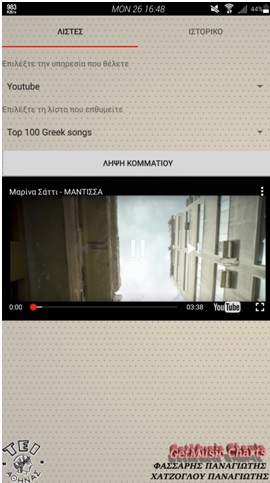 983
KB/s
MON 26 16:48
44%
ΛΙΣΤΕΣ
ΙΣΤΟΡΙΚΟ
Επιλέξτε την υπηρεσία που θέλετε
Youtube
Επιλέξτε τη λίστα που επθυμείτε
Top 100 Greek songs
ΛΗΨΗ ΚΟΜΜΑΤΙΟΥ
Μαρίνα Σάττι - ΜΑΝΤΙΣΣΑ
0:00
03:38
YouTube
ΤΕΙ
ΑΘΗΝΑΣ
GetMusic Charts
ΦΑΣΣΑΡΗΣ ΠΑΝΑΓΙΩΤΗΣ
ΧΑΤΖΟΓΛΟΥ ΠΑΝΑΓΙΩΤΗΣ